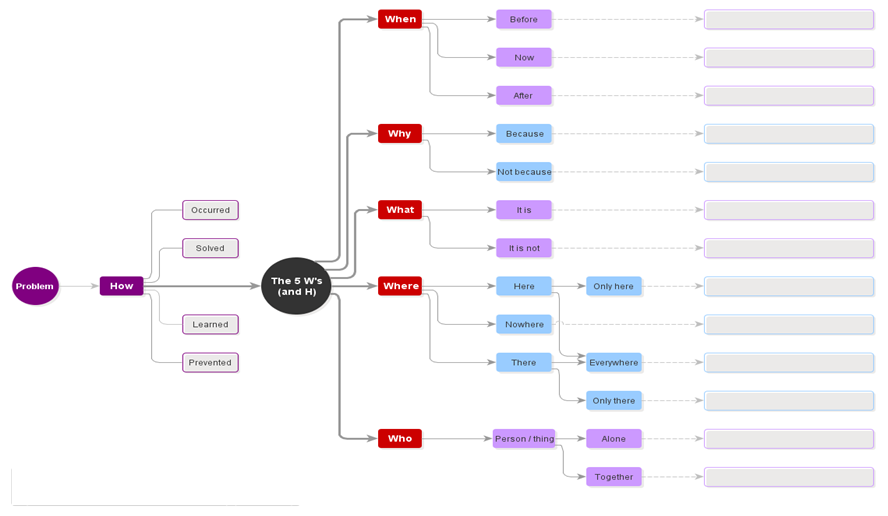 When
Before
Now
After
Why
Because
Not because
What
It is
It is not
Occurred
Solved
Problem
How
The 5 W's
(and H)
Where
Here
Only here
Learned
Nowhere
Prevented
There
Everywhere
Only there
Who
Person / thing
Alone
Together